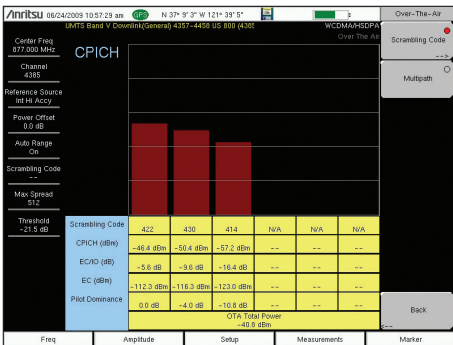 Anritsu 06/24/2009 10:57:29 am GPS N 37° 9' 3" W 121° 39' 5"
UMTS Band V Downlink(General) 4357-4458 US 800 (4385 WCDMA/HSDPA
Over The Air
CPICH
Center Freq
877.000 MHz
Channel
4385
Reference Source
Int Hi Accy
Power Offset
0.0 dB
Auto Range
On
Scrambling Code
--
Max Spread
512
Threshold
-21.5 dB
Scrambling Code 422 430 414 N/A N/A N/A
CPICH (dBm) -46.4 dBm -50.4 dBm -57.2 dBm -- -- --
EC/IO (dB) -5.6 dB -9.6 dB -16.4 dB -- -- --
EC (dBm) -112.3 dBm -116.3 dBm -123.0 dBm -- -- --
Pilot Dominance 0.0 dB -4.0 dB -10.8 dB -- -- --
OTA Total Power
-40.8 dBm
Over-The-Air
Scrambling Code
-->
Multipath
Back
<--
Freq Amplitude Setup Measurements Marker